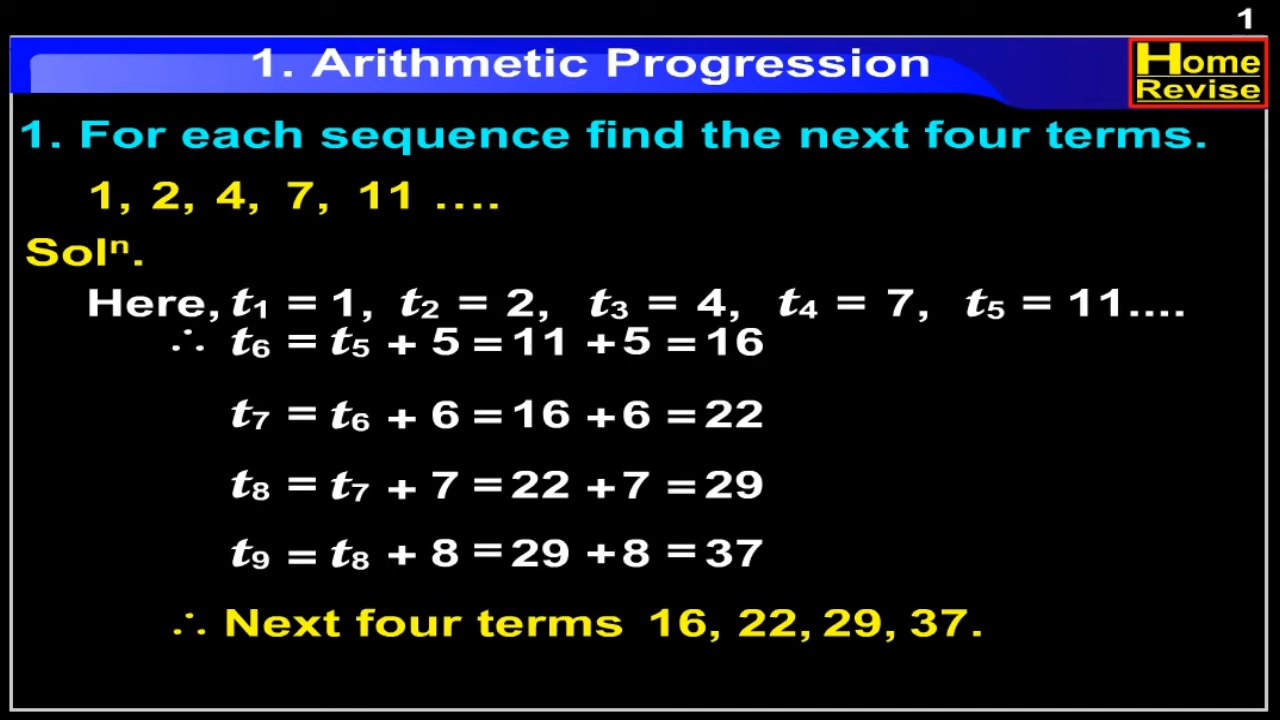 1
1. Arithmetic Progression
Home
Revise
1. For each sequence find the next four terms.
1, 2, 4, 7, 11 ....
Solⁿ.
Here, t₁ = 1, t₂ = 2, t₃ = 4, t₄ = 7, t₅ = 11....
∴ t₆ = t₅ + 5 = 11 + 5 = 16
t₇ = t₆ + 6 = 16 + 6 = 22
t₈ = t₇ + 7 = 22 + 7 = 29
t₉ = t₈ + 8 = 29 + 8 = 37
∴ Next four terms 16, 22, 29, 37.